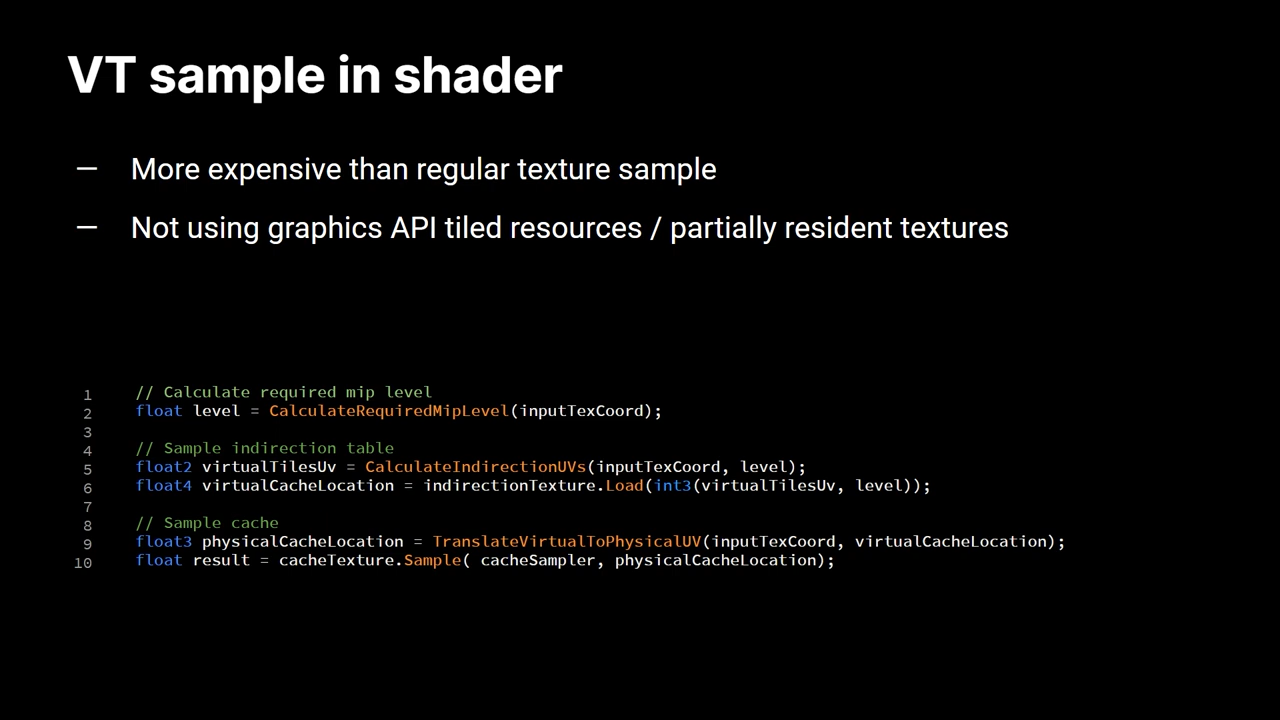 VT sample in shader
— More expensive than regular texture sample
— Not using graphics API tiled resources / partially resident textures
1 // Calculate required mip level
2 float level = CalculateRequiredMipLevel(inputTexCoord);
3
4 // Sample indirection table
5 float2 virtualTilesUv = CalculateIndirectionUVs(inputTexCoord, level);
6 float4 virtualCacheLocation = indirectionTexture.Load(int3(virtualTilesUv, level));
7
8 // Sample cache
9 float3 physicalCacheLocation = TranslateVirtualToPhysicalUV(inputTexCoord, virtualCacheLocation);
10 float result = cacheTexture.Sample( cacheSampler, physicalCacheLocation);